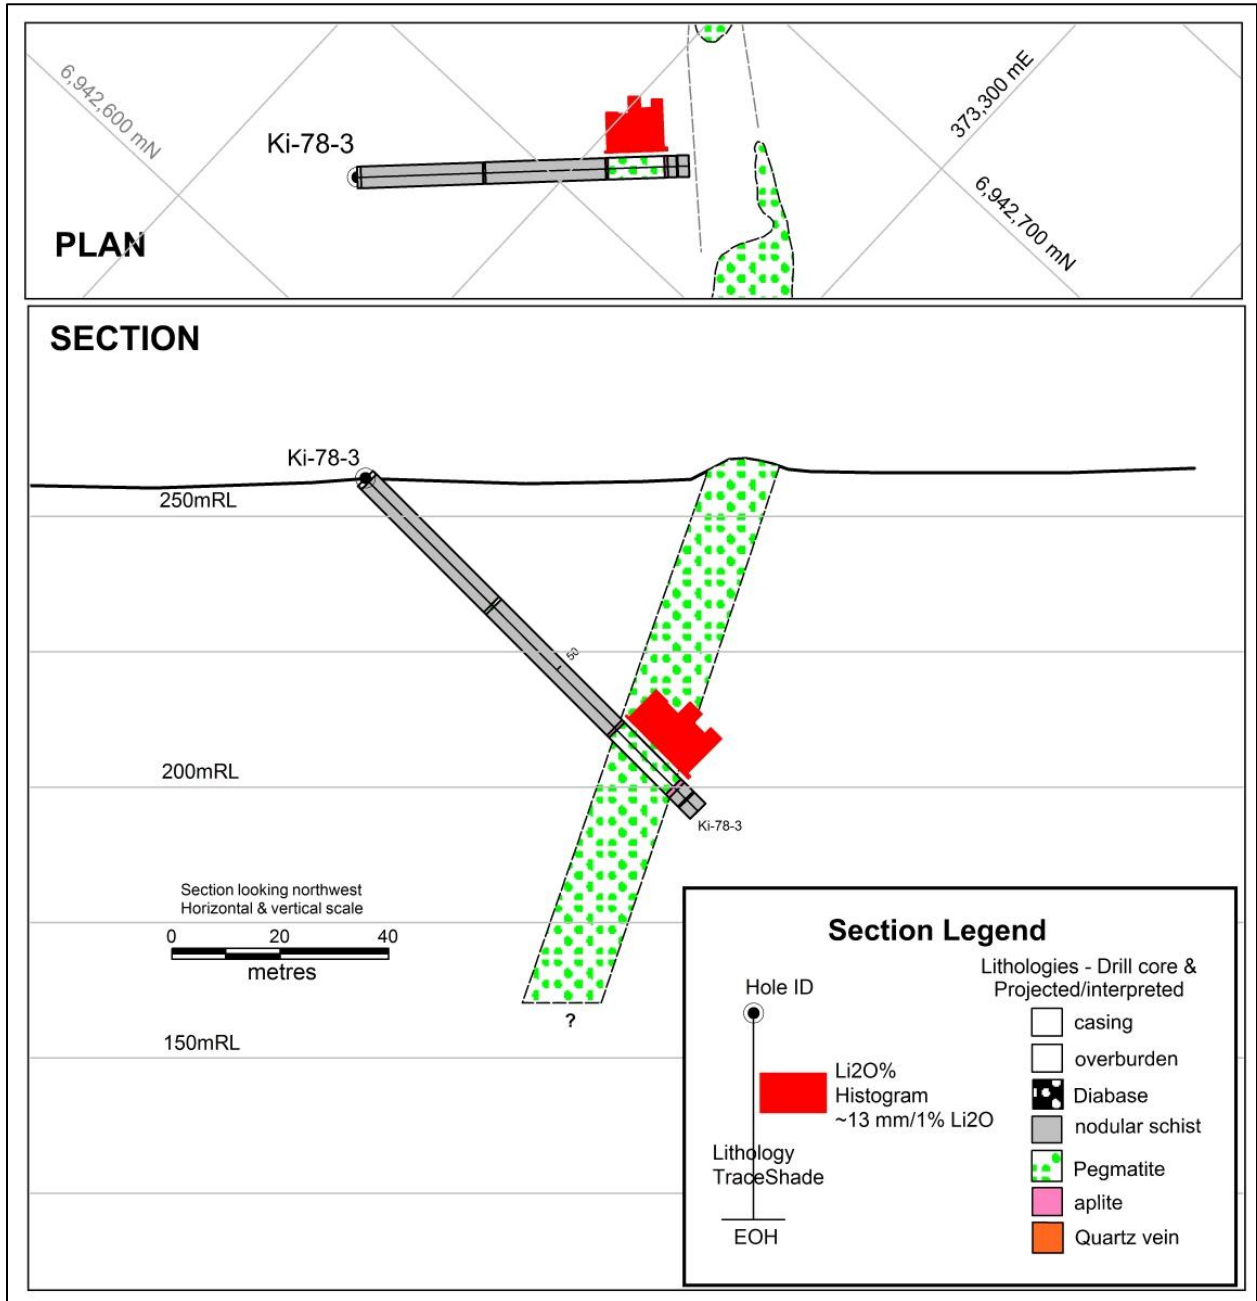 6,942,600 mN
Ki-78-3
373,300 mE
6,942,700 mN
PLAN
SECTION
Ki-78-3
250mRL
50
200mRL
Ki-78-3
Section looking northwest
Horizontal & vertical scale
0 20 40
metres
?
150mRL
Section Legend
Hole ID
Li2O%
Histogram
~13 mm/1% Li2O
Lithology
TraceShade
EOH
Lithologies - Drill core &
Projected/interpreted
casing
overburden
Diabase
nodular schist
Pegmatite
aplite
Quartz vein